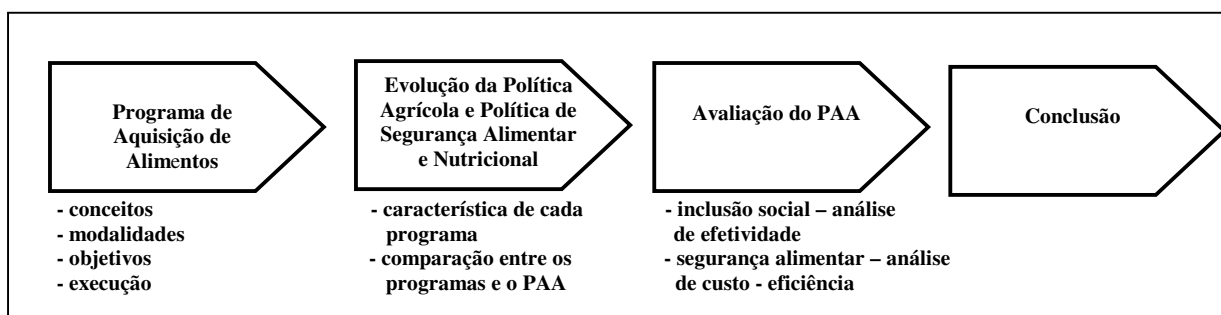 Programa de
Aquisição de
Alimentos
- conceitos
- modalidades
- objetivos
- execução
Evolução da Política
Agrícola e Política de
Segurança Alimentar
e Nutricional
- característica de cada
programa
- comparação entre os
programas e o PAA
Avaliação do PAA
- inclusão social – análise
de efetividade
- segurança alimentar – análise
de custo - eficiência
Conclusão